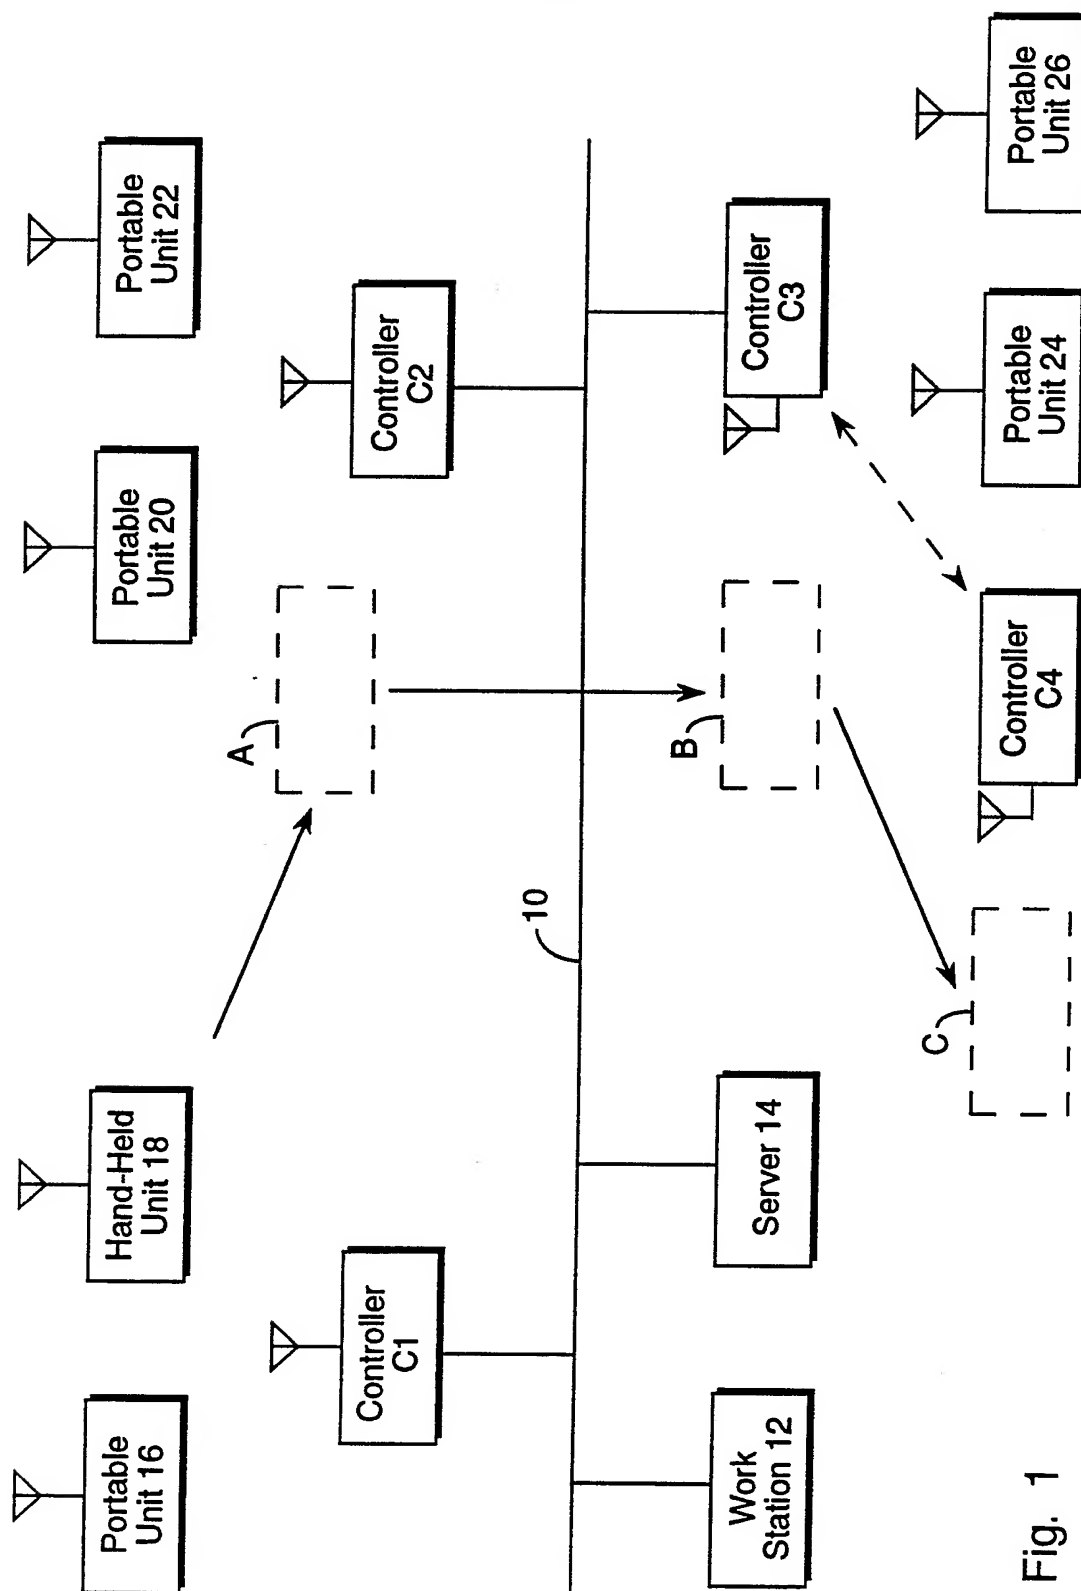 Portable
Unit 16
Hand-Held
Unit 18
Portable
Unit 20
Portable
Unit 22
Controller
C1
A
Controller
C2
10
Work
Station 12
Server 14
B
Controller
C3
C
Controller
C4
Portable
Unit 24
Portable
Unit 26
Fig. 1